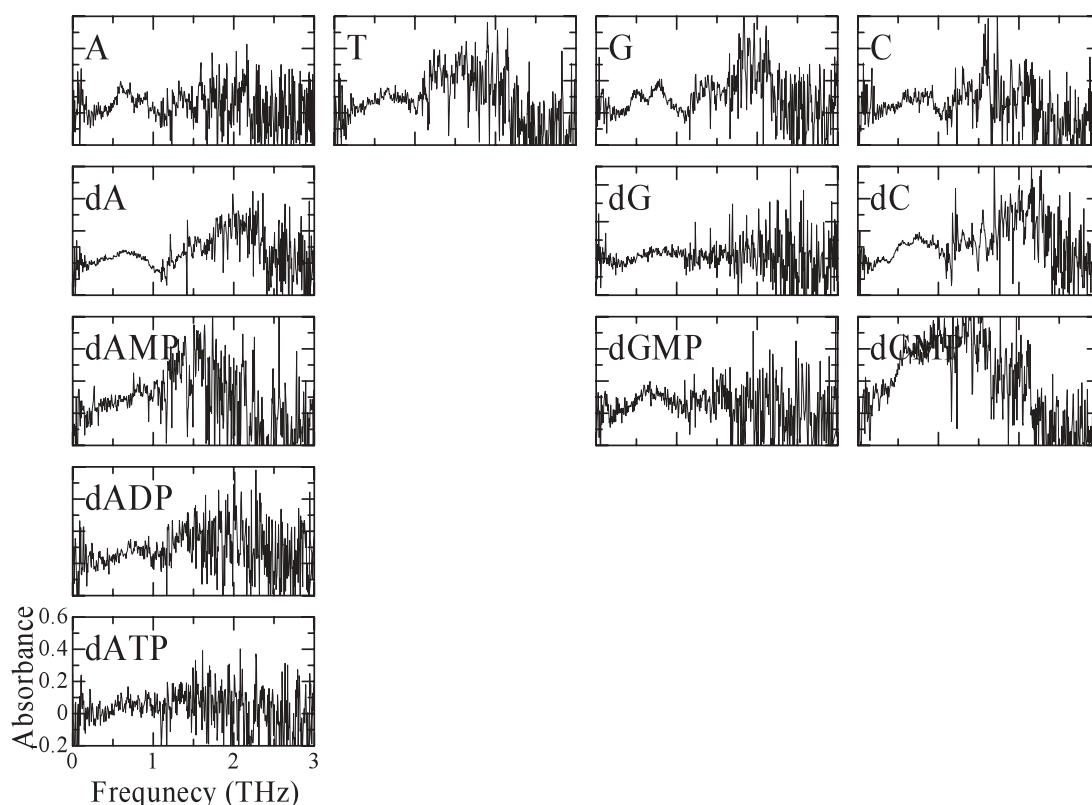 A T G C
dA dG dC
dAMP dGMP dCMP
dADP
dATP
Absorbance
0.6
0.4
0.2
0
-0.2
0 1 2 3
Frequnecy (THz)